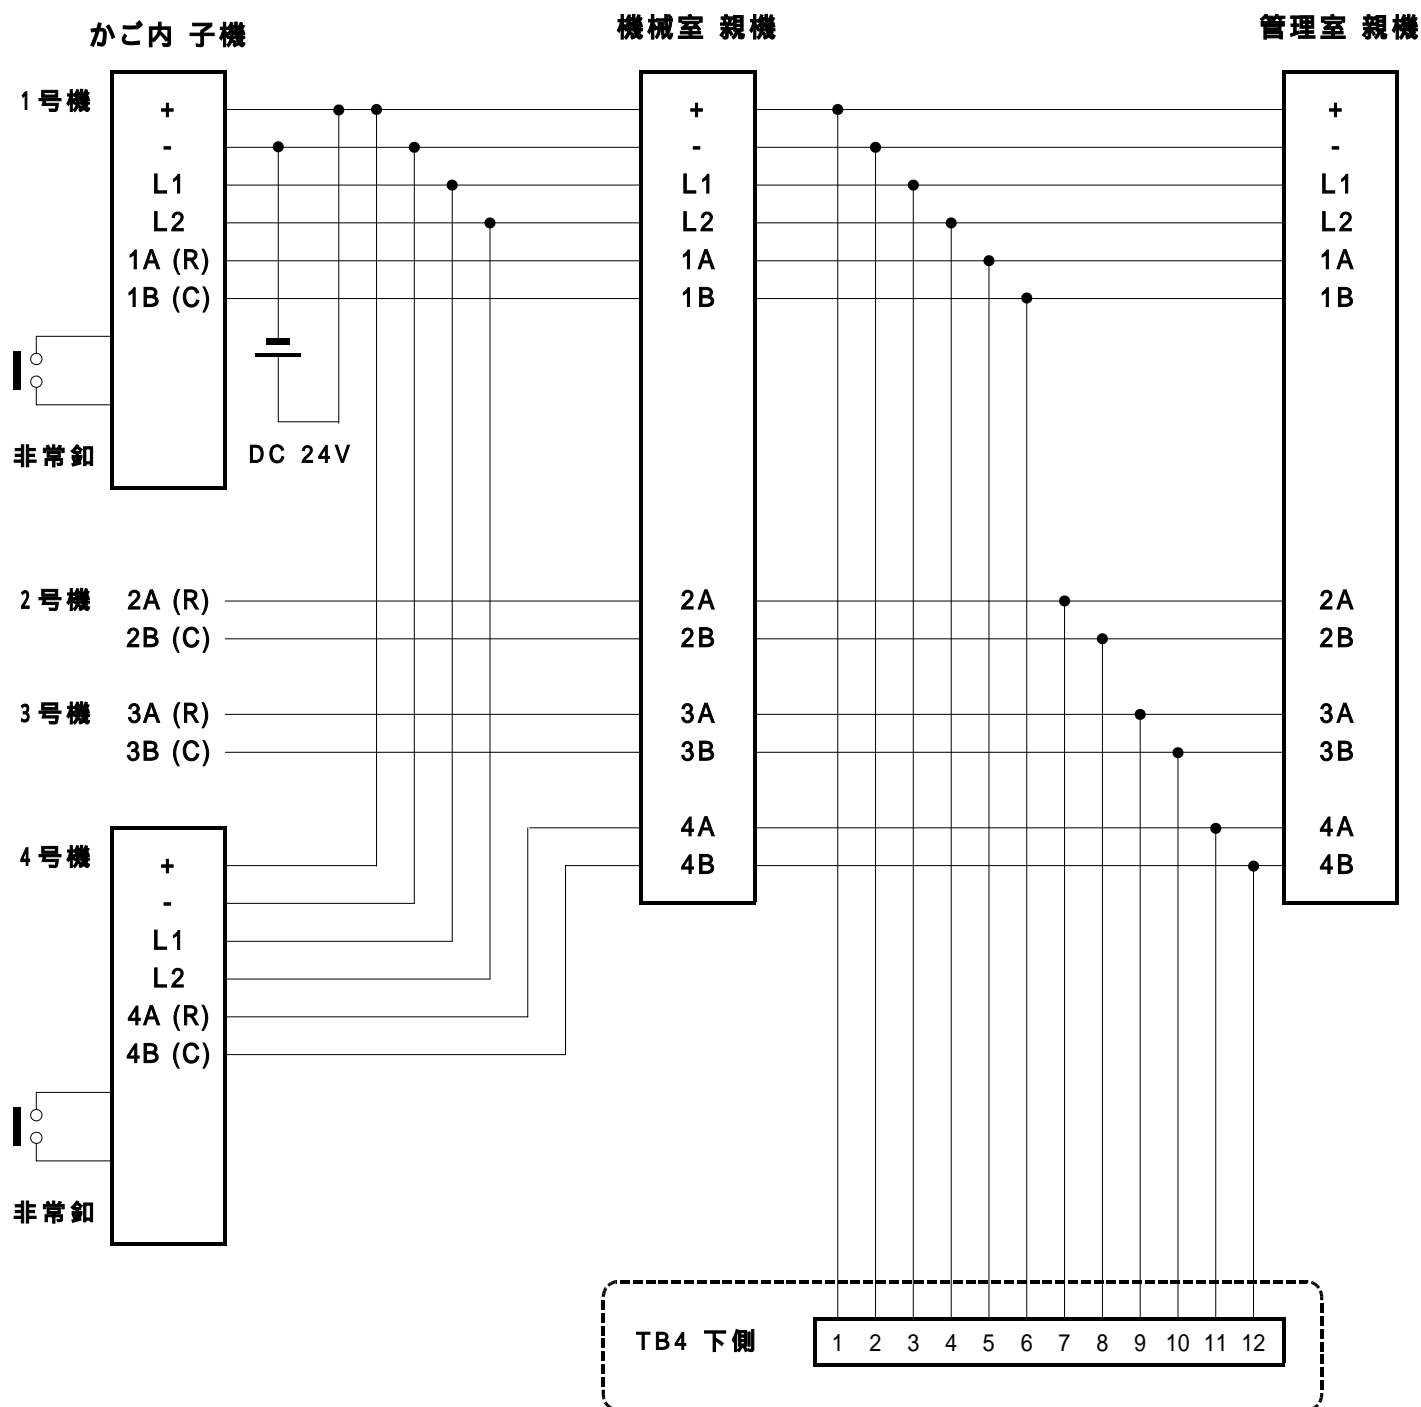 かご内 子機 機械室 親機 管理室 親機
1号機 + + +
- - -
L1 L1 L1
L2 L2 L2
1A (R) 1A 1A
1B (C) 1B 1B
非常釦 DC 24V
2号機 2A (R) 2A 2A
2B (C) 2B 2B
3号機 3A (R) 3A 3A
3B (C) 3B 3B
4A 4A
4号機 + 4B 4B
-
L1
L2
4A (R)
4B (C)
非常釦
TB4 下側 1 2 3 4 5 6 7 8 9 10 11 12